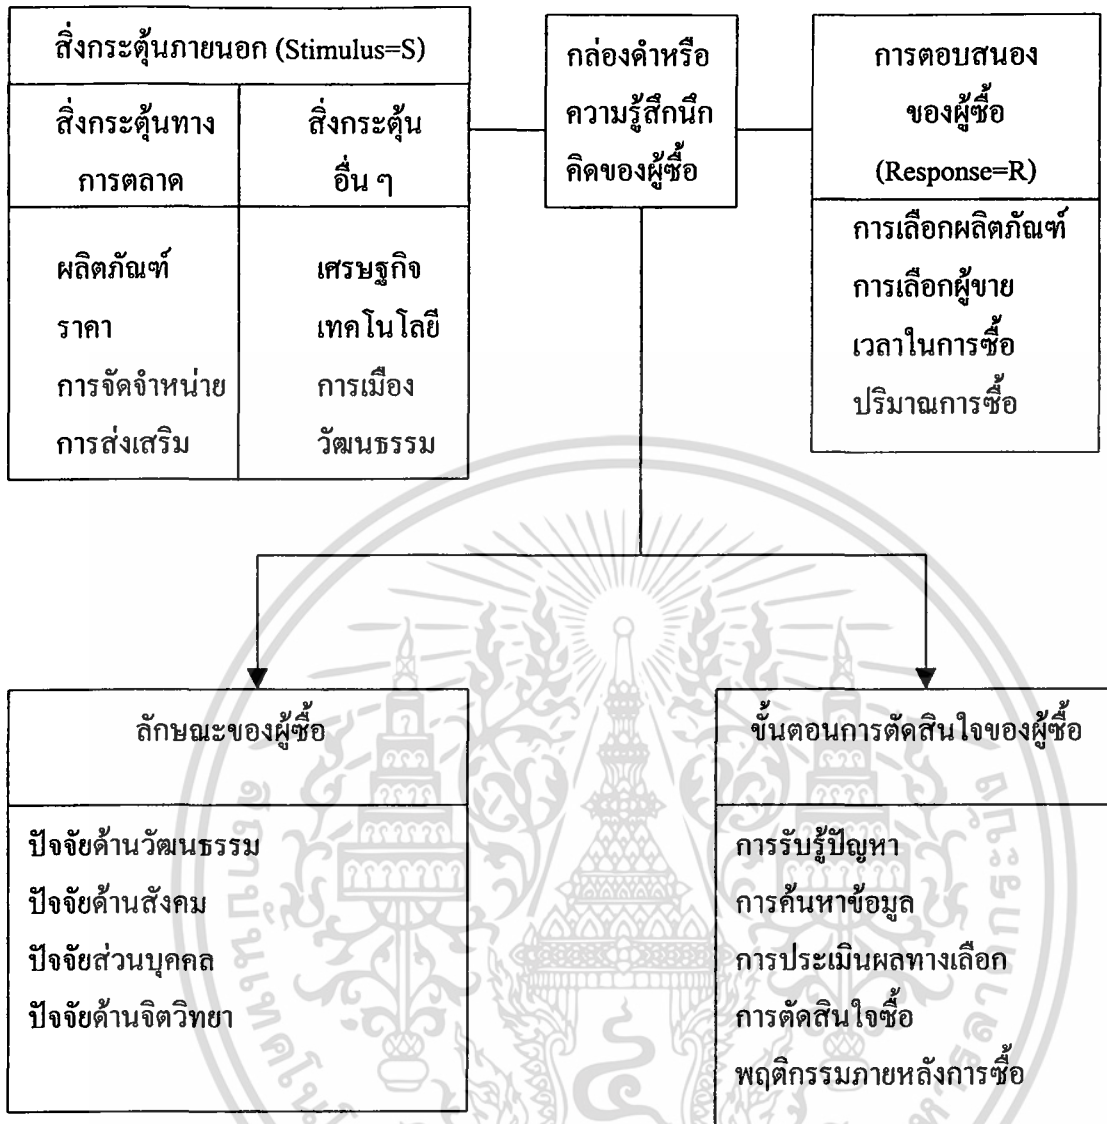 สิ่งกระตุ้นภายนอก (Stimulus=S)
สิ่งกระตุ้นทาง
การตลาด
สิ่งกระตุ้น
อื่น ๆ
ผลิตภัณฑ์
ราคา
การจัดจำหน่าย
การส่งเสริม
เศรษฐกิจ
เทคโนโลยี
การเมือง
วัฒนธรรม
กล่องดำหรือ
ความรู้สึกนึก
คิดของผู้ซื้อ
การตอบสนอง
ของผู้ซื้อ
(Response=R)
การเลือกผลิตภัณฑ์
การเลือกผู้ขาย
เวลาในการซื้อ
ปริมาณการซื้อ
ลักษณะของผู้ซื้อ
ปัจจัยด้านวัฒนธรรม
ปัจจัยด้านสังคม
ปัจจัยส่วนบุคคล
ปัจจัยด้านจิตวิทยา
ขั้นตอนการตัดสินใจของผู้ซื้อ
การรับรู้ปัญหา
การค้นหาข้อมูล
การประเมินผลทางเลือก
การตัดสินใจซื้อ
พฤติกรรมภายหลังการซื้อ